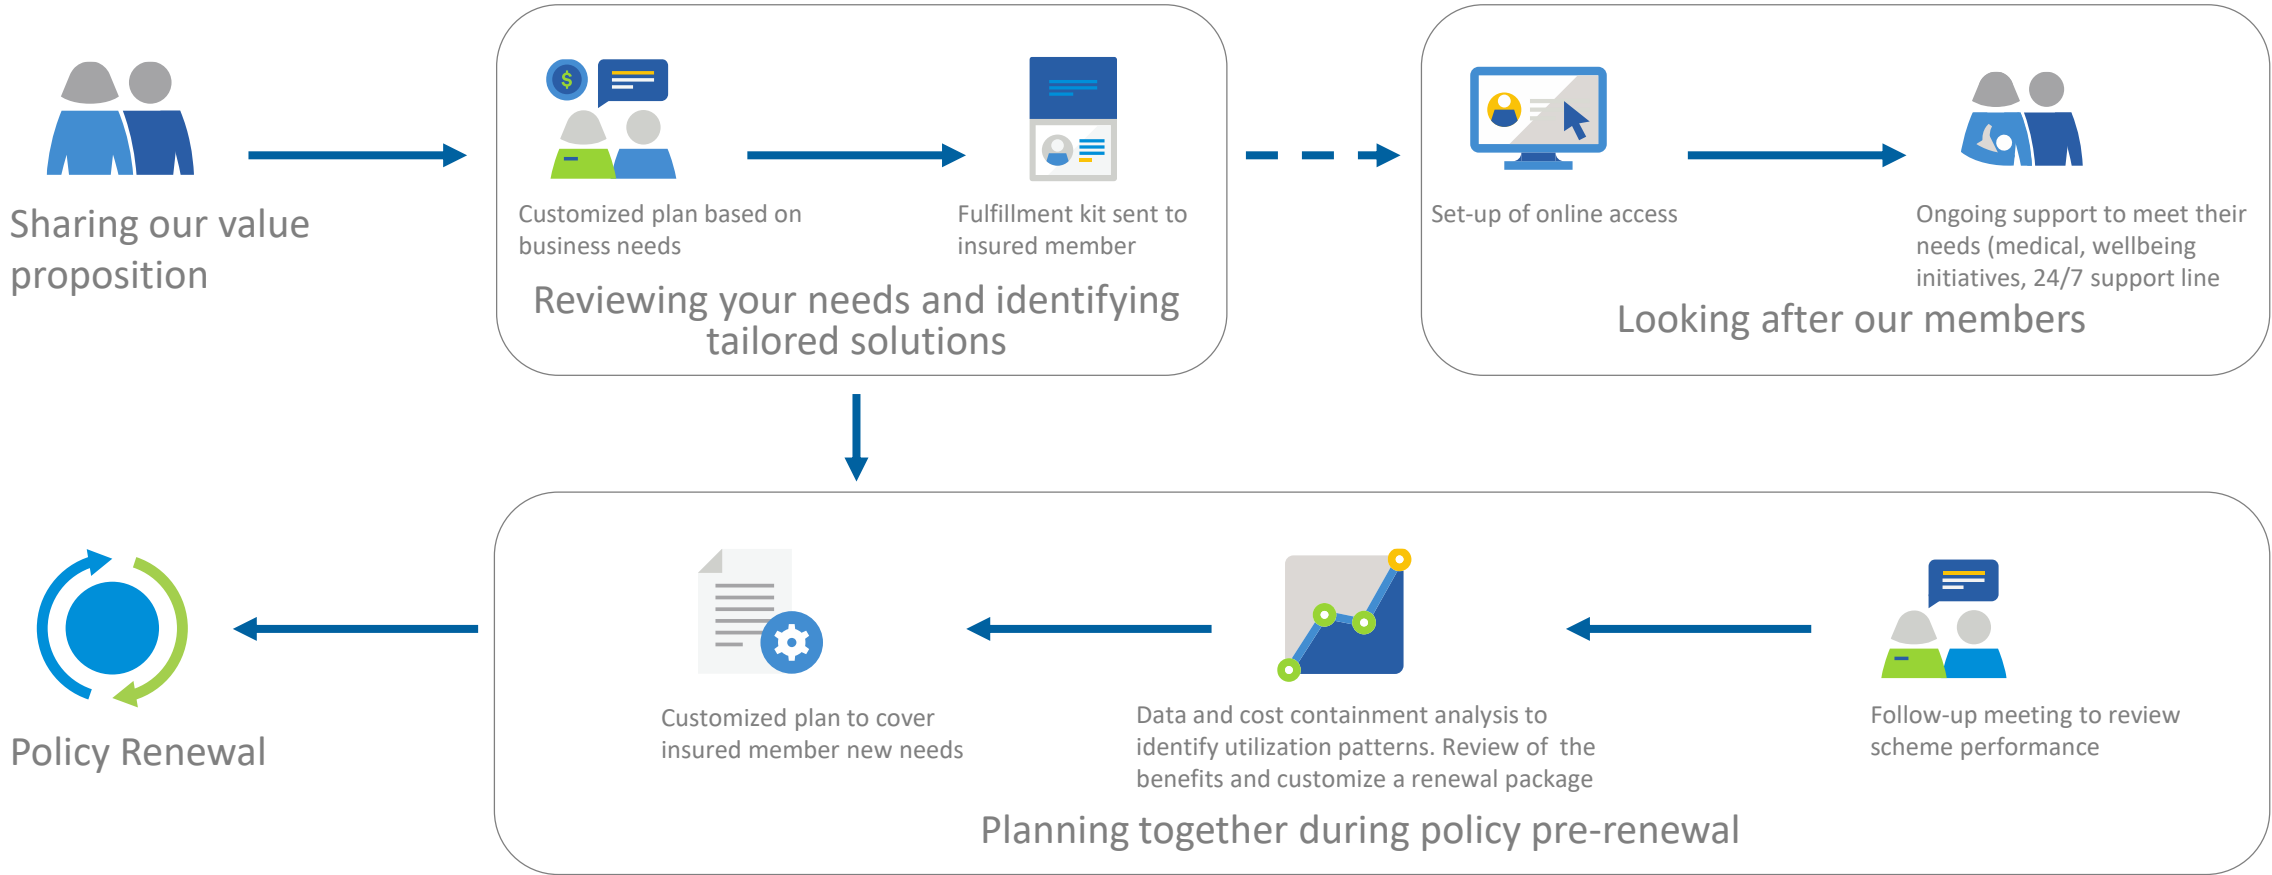 Sharing our value
proposition
$
Customized plan based on
business needs
Fulfillment kit sent to
insured member
Reviewing your needs and identifying
tailored solutions
Set-up of online access
Ongoing support to meet their
needs (medical, wellbeing
initiatives, 24/7 support line
Looking after our members
Policy Renewal
Customized plan to cover
insured member new needs
Data and cost containment analysis to
identify utilization patterns. Review of  the
benefits and customize a renewal package
Follow-up meeting to review
scheme performance
Planning together during policy pre-renewal